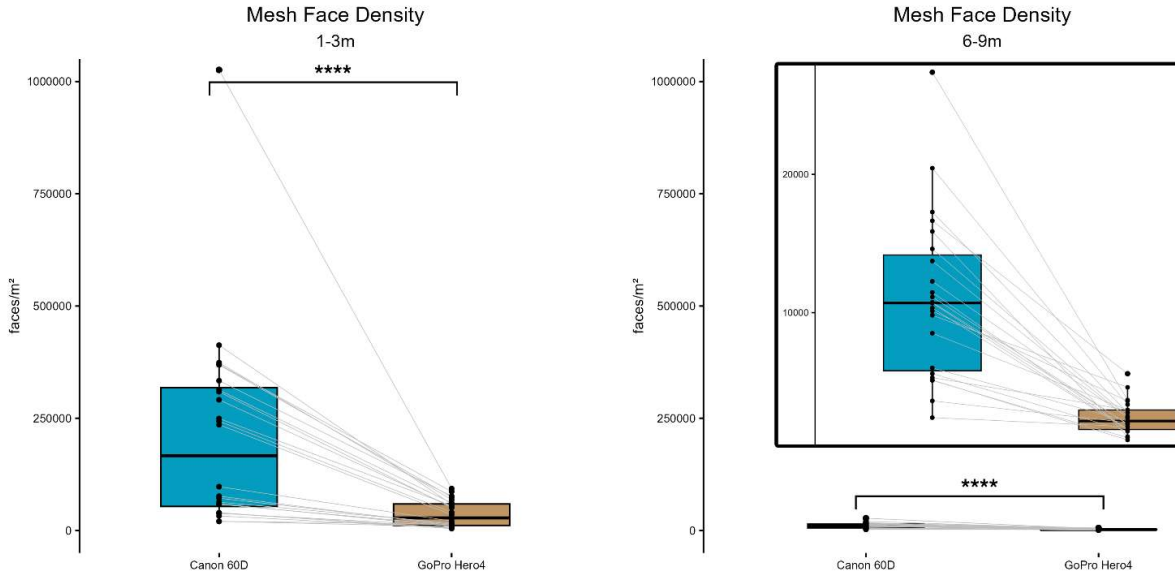 Mesh Face Density
1-3m
faces/m²
1000000
750000
500000
250000
0
****
Canon 60D
GoPro Hero4
Mesh Face Density
6-9m
faces/m²
1000000
750000
500000
250000
0
20000
10000
****
Canon 60D
GoPro Hero4